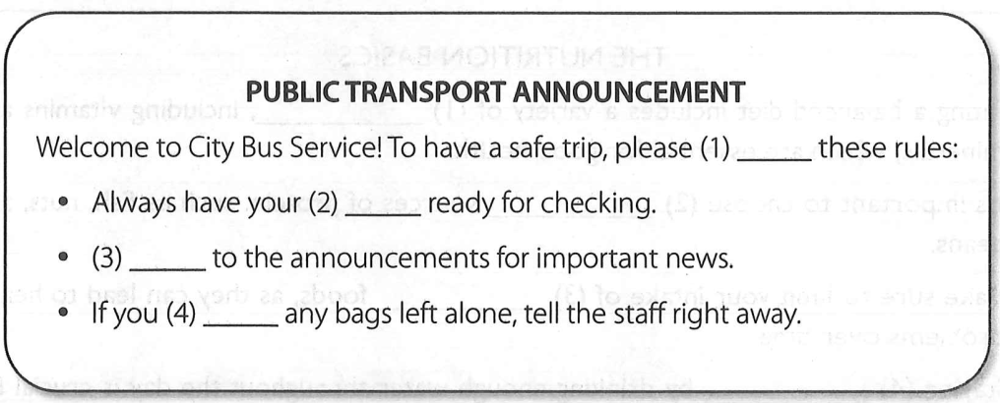 PUBLIC TRANSPORT ANNOUNCEMENT
Welcome to City Bus Service! To have a safe trip, please (1) ______ these rules:
• Always have your (2) ______ ready for checking.
• (3) ______ to the announcements for important news.
• If you (4) ______ any bags left alone, tell the staff right away.